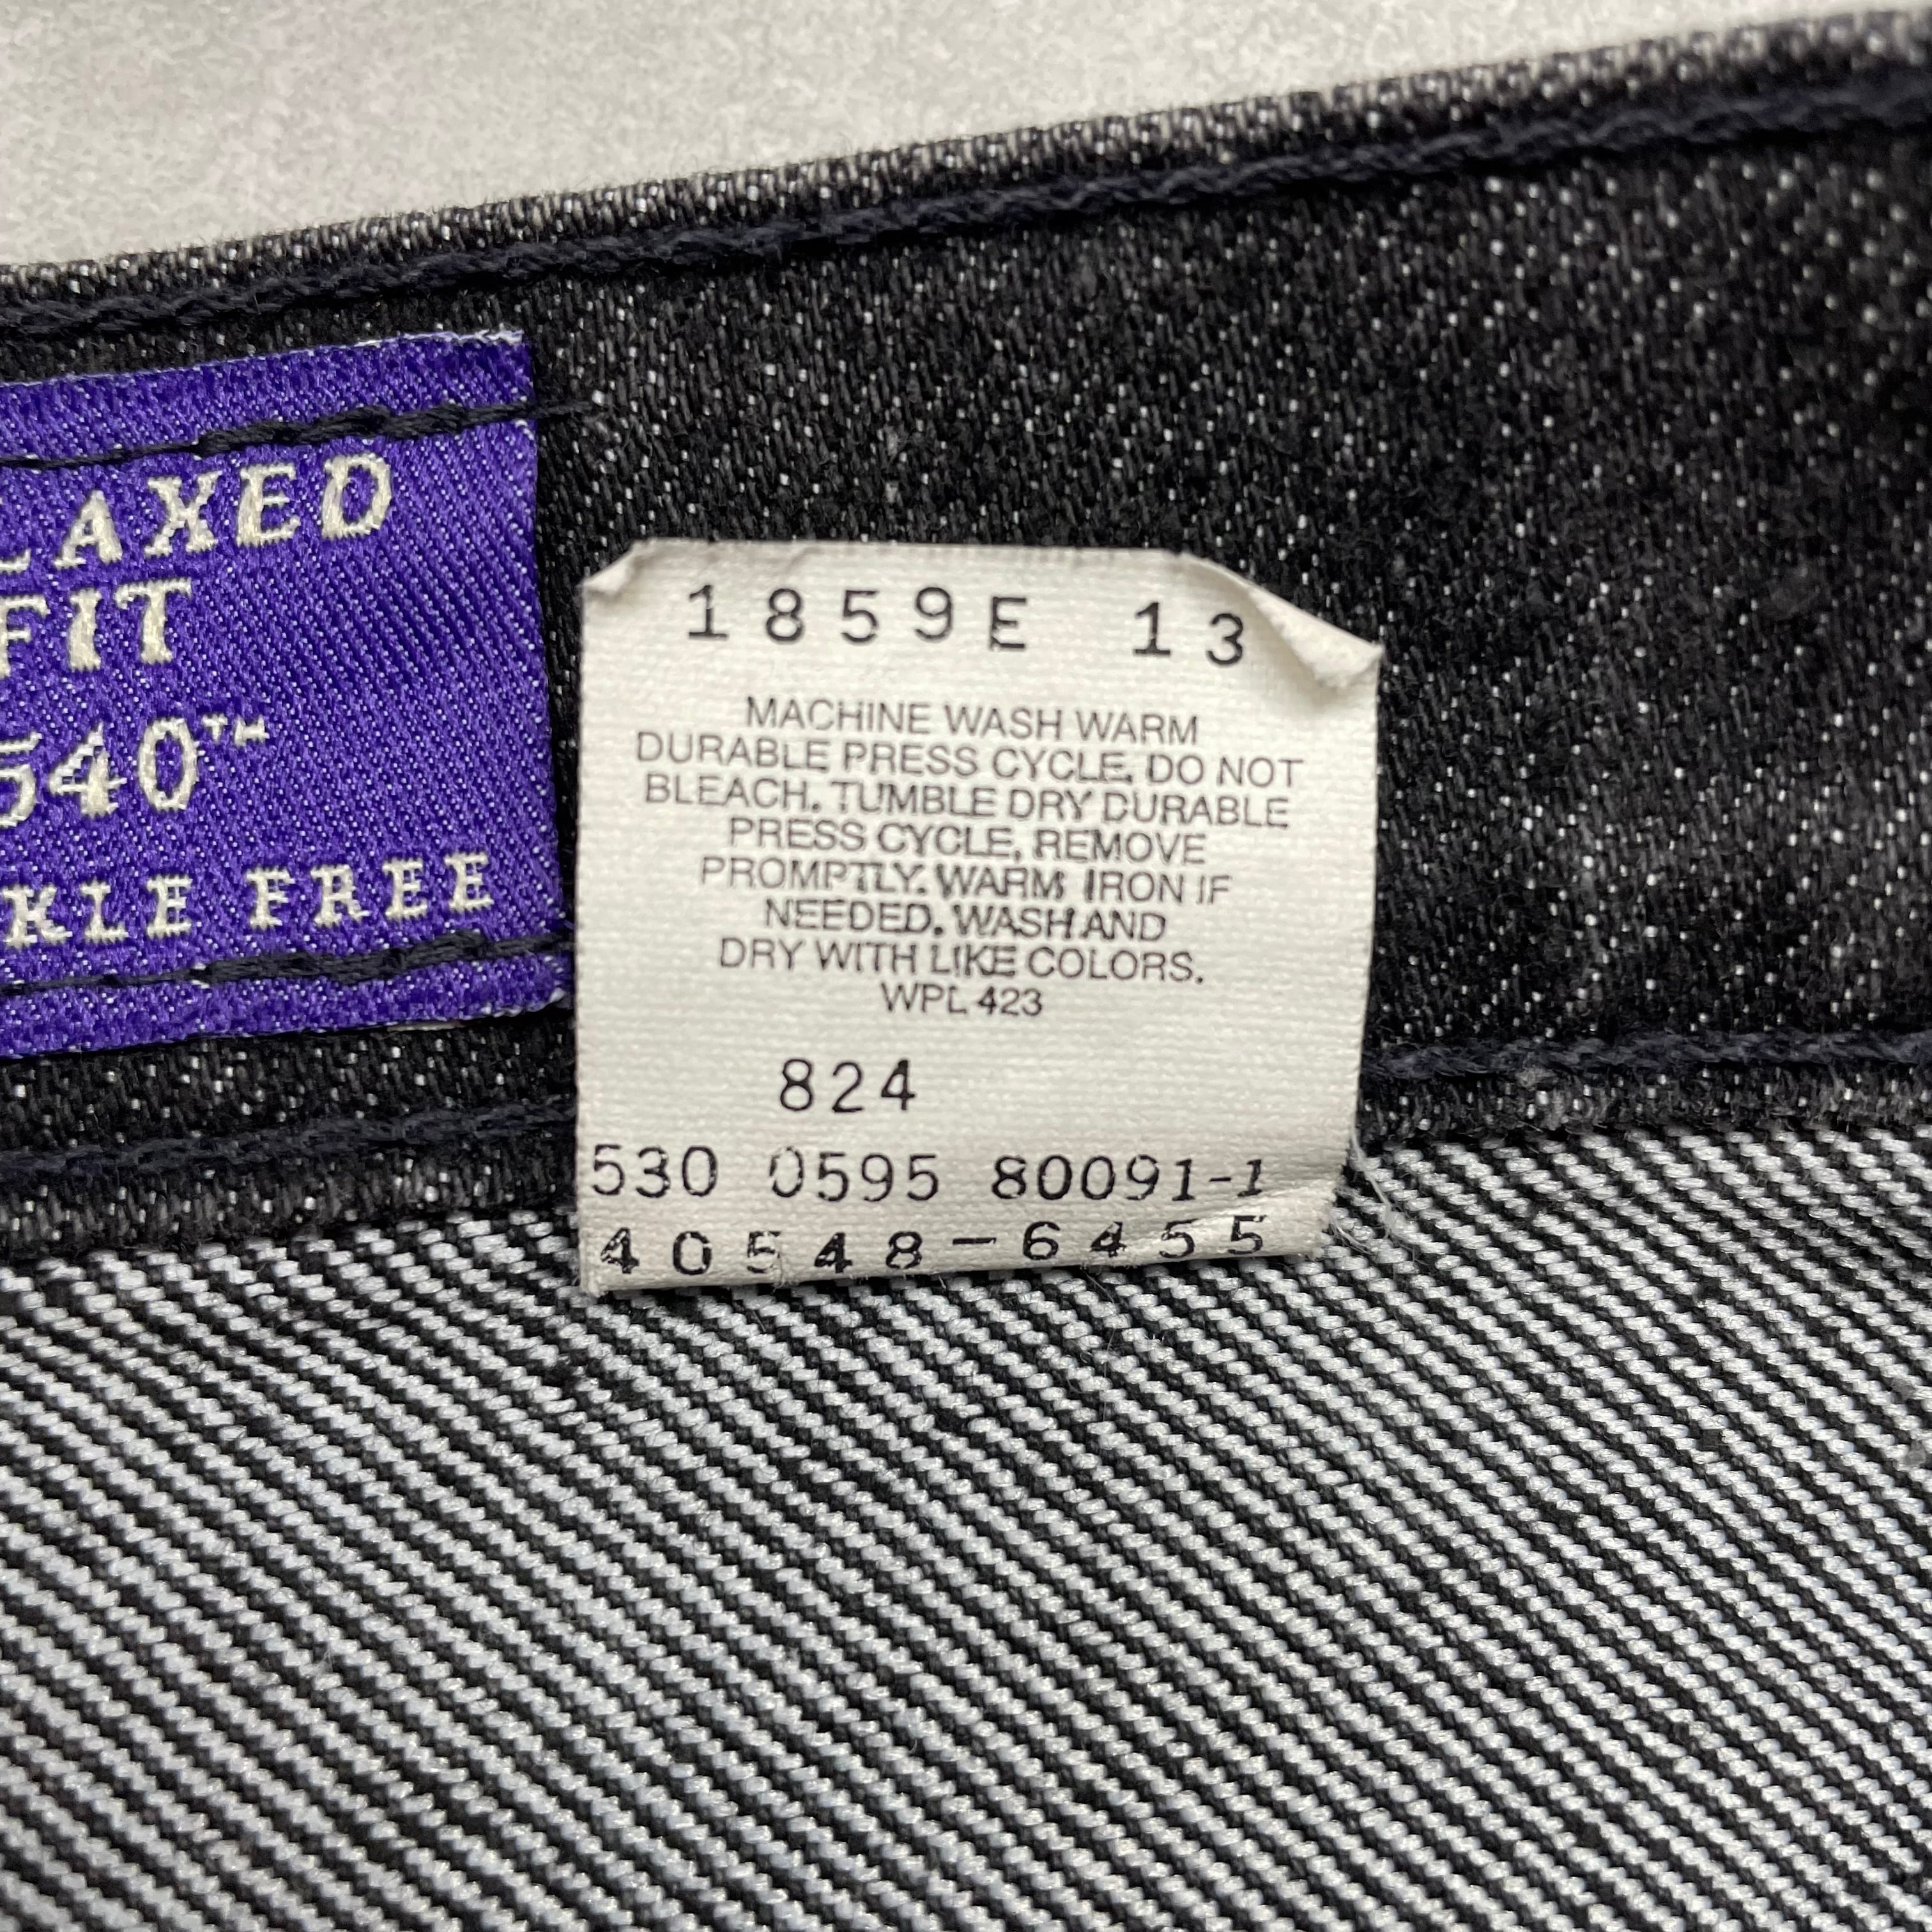 LAXED
FIT
540™
KLE FREE
1859E 13
MACHINE WASH WARM
DURABLE PRESS CYCLE, DO NOT
BLEACH. TUMBLE DRY DURABLE
PRESS CYCLE, REMOVE
PROMPTLY. WARM IRON IF
NEEDED. WASH AND
DRY WITH LIKE COLORS.
WPL 423
824
530 0595 80091-1
40548-6455